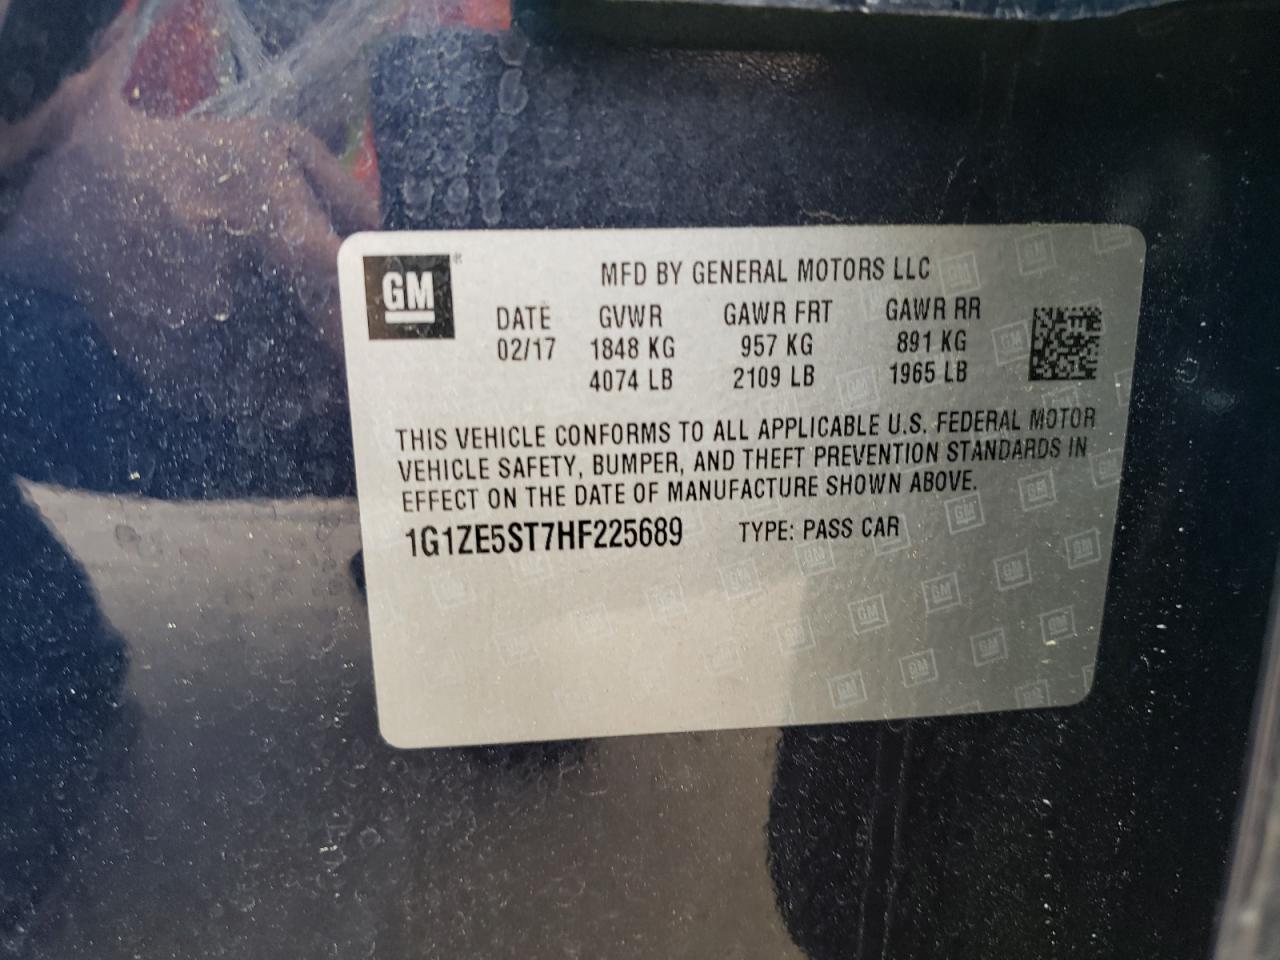 GM
MFD BY GENERAL MOTORS LLC
DATE GVWR GAWR FRT GAWR RR
02/17 1848 KG 957 KG 891 KG
4074 LB 2109 LB 1965 LB
THIS VEHICLE CONFORMS TO ALL APPLICABLE U.S. FEDERAL MOTOR
VEHICLE SAFETY, BUMPER, AND THEFT PREVENTION STANDARDS IN
EFFECT ON THE DATE OF MANUFACTURE SHOWN ABOVE.
1G1ZE5ST7HF225689 TYPE: PASS CAR